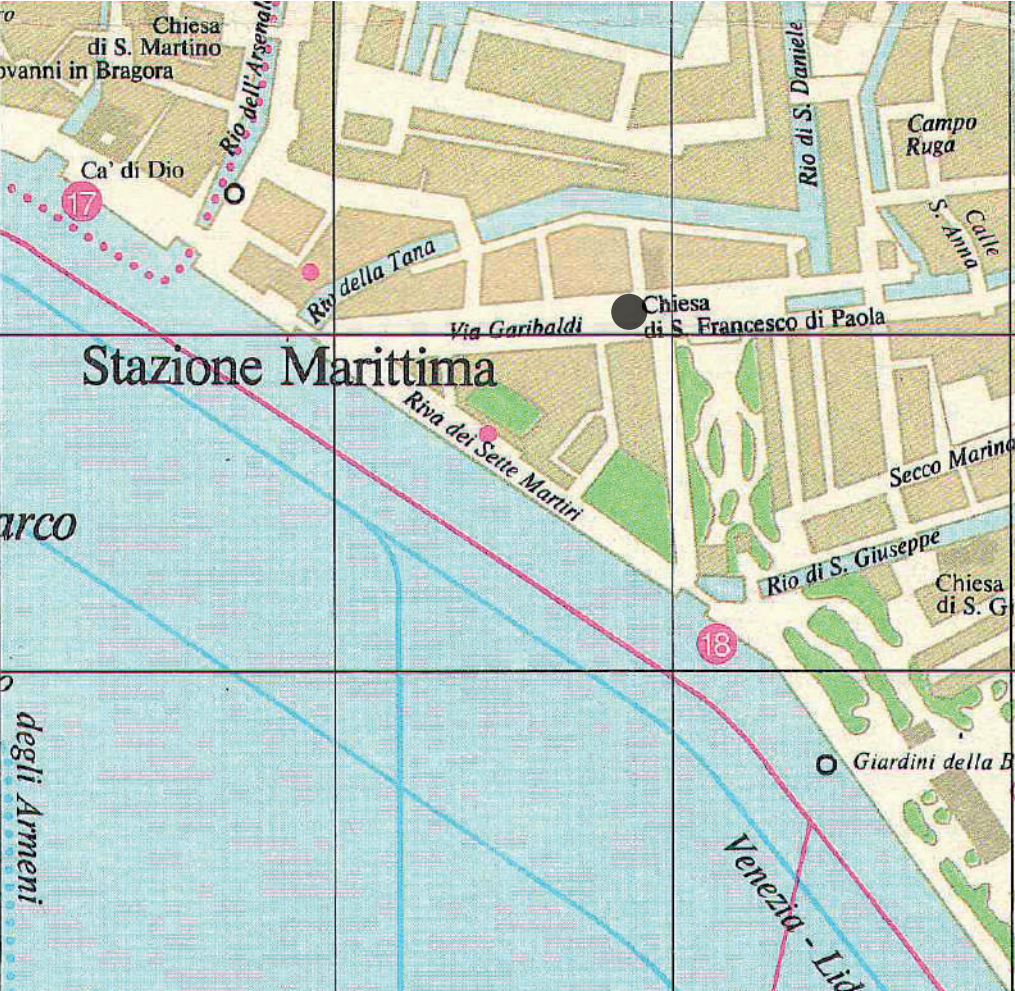 Chiesa
di S. Martino
ovanni in Bragora
Rio dell'Arsenal
Ca' di Dio
17
Rio di S. Daniele
Campo
Ruga
Calle
S. Anna
Rio della Tana
Via Garibaldi
Chiesa
di S. Francesco di Paola
Stazione Marittima
Riva dei Sette Martiri
Secco Marina
arco
Rio di S. Giuseppe
Chiesa
di S. G
18
degli Armeni
Giardini della B
Venezia - Lid